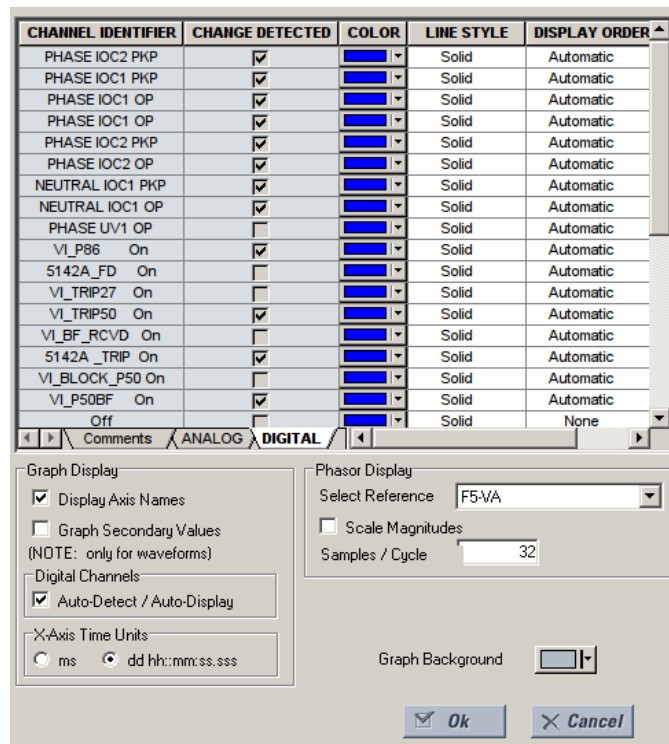 CHANNEL IDENTIFIER CHANGE DETECTED COLOR LINE STYLE DISPLAY ORDER
PHASE IOC2 PKP Solid Automatic
PHASE IOC1 PKP Solid Automatic
PHASE IOC1 OP Solid Automatic
PHASE IOC1 OP Solid Automatic
PHASE IOC2 PKP Solid Automatic
PHASE IOC2 OP Solid Automatic
NEUTRAL IOC1 PKP Solid Automatic
NEUTRAL IOC1 OP Solid Automatic
PHASE UV1 OP Solid Automatic
VI_P86 On Solid Automatic
5142A_FD On Solid Automatic
VI_TRIP27 On Solid Automatic
VI_TRIP50 On Solid Automatic
VI_BF_RCVD On Solid Automatic
5142A _TRIP On Solid Automatic
VI_BLOCK_P50 On Solid Automatic
VI_P50BF On Solid Automatic
Off Solid None
Comments ANALOG DIGITAL
Graph Display
Display Axis Names
Graph Secondary Values
(NOTE: only for waveforms)
Digital Channels
Auto-Detect / Auto-Display
X-Axis Time Units
ms dd hh::mm:ss.sss
Phasor Display
Select Reference F5-VA
Scale Magnitudes
Samples / Cycle 32
Graph Background
Ok Cancel